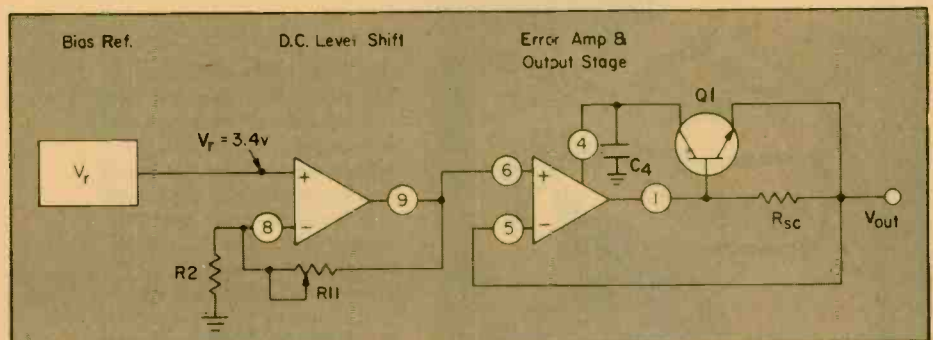 Bias Ref.
D.C. Level Shift
Error Amp &
Output Stage
Q1
Vr = 3.4v
4
C4
Vr
+
6
+
9
1
8
−
5
−
Rsc
Vout
R2
R11